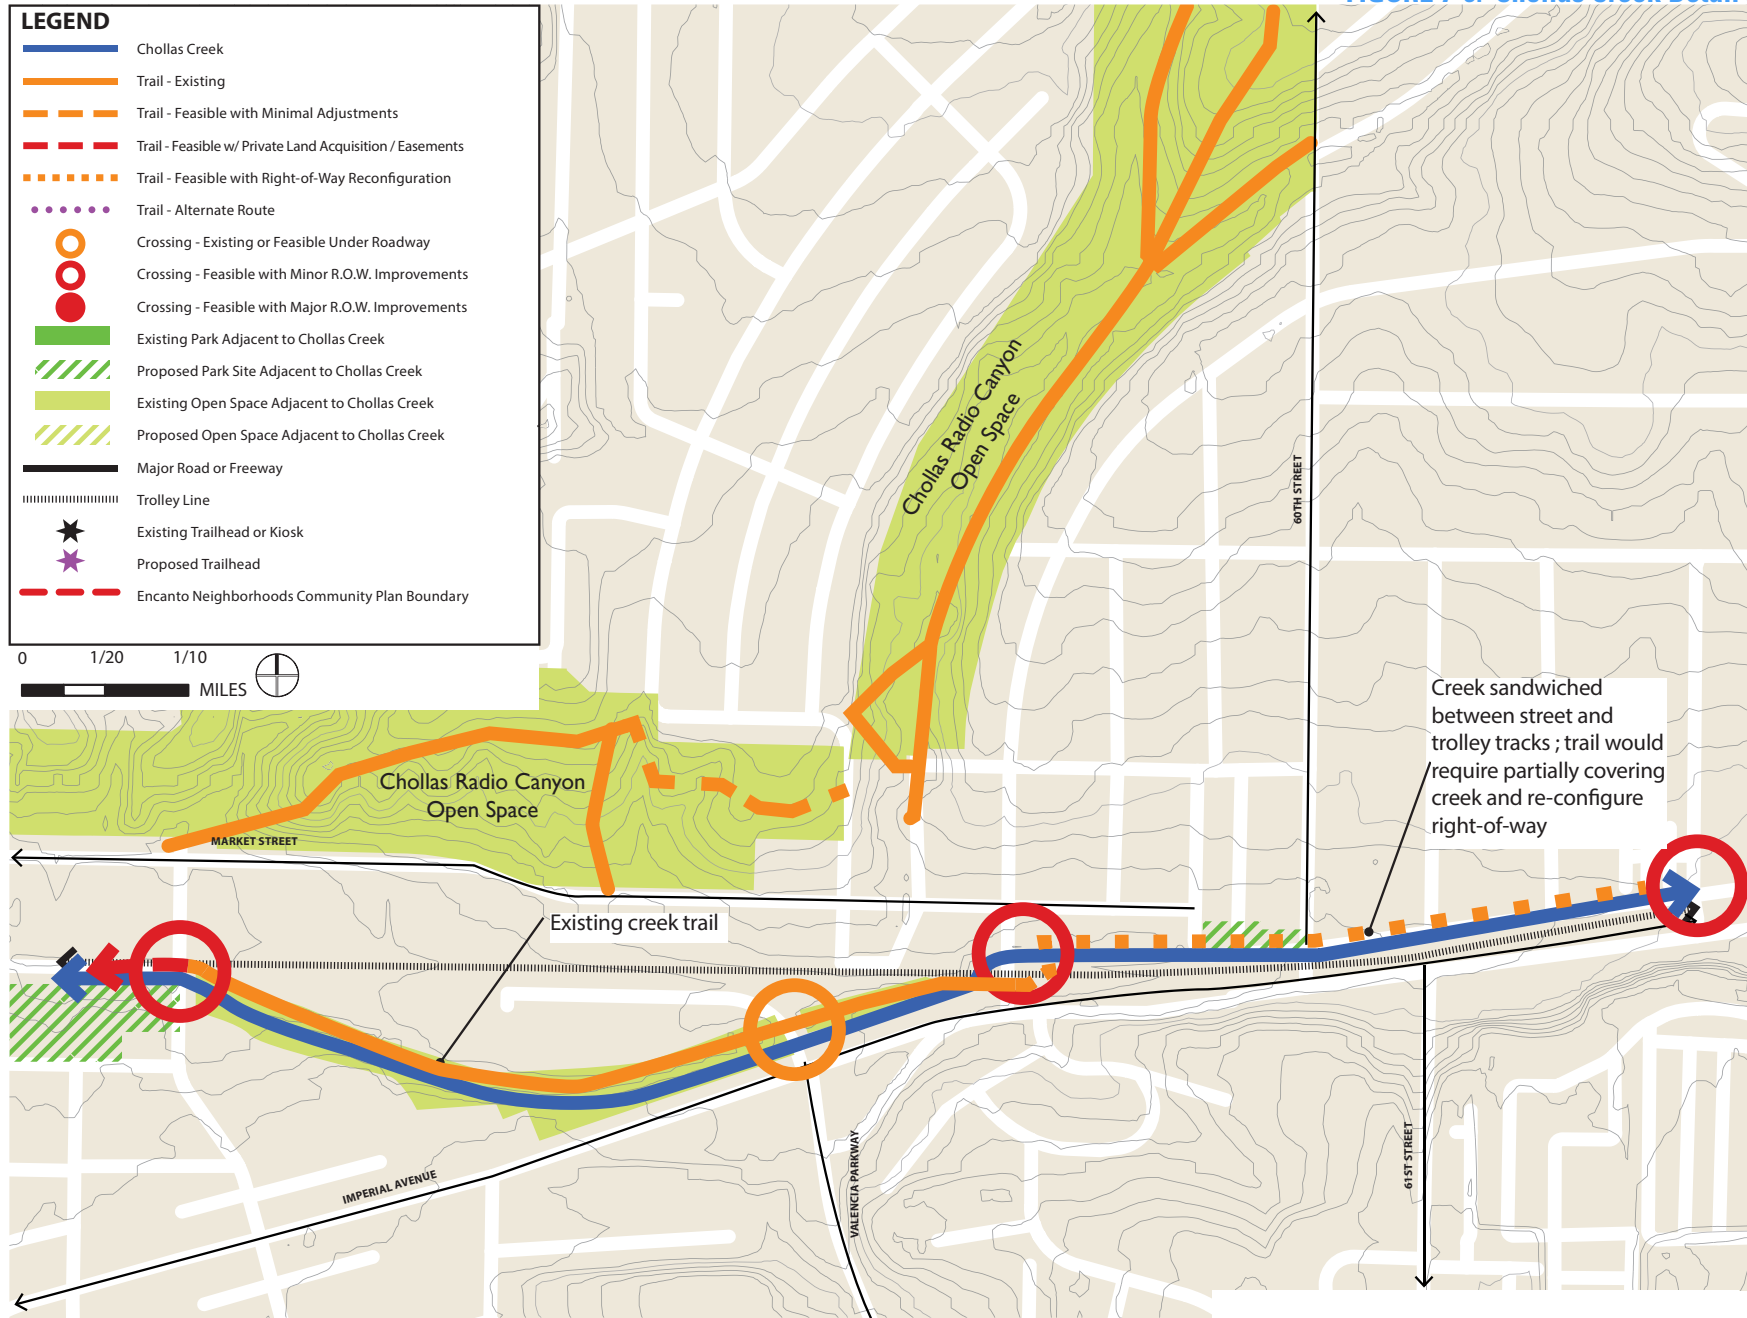 LEGEND
Chollas Creek
Trail - Existing
Trail - Feasible with Minimal Adjustments
Trail - Feasible w/ Private Land Acquisition / Easements
Trail - Feasible with Right-of-Way Reconfiguration
Trail - Alternate Route
Crossing - Existing or Feasible Under Roadway
Crossing - Feasible with Minor R.O.W. Improvements
Crossing - Feasible with Major R.O.W. Improvements
Existing Park Adjacent to Chollas Creek
Proposed Park Site Adjacent to Chollas Creek
Existing Open Space Adjacent to Chollas Creek
Proposed Open Space Adjacent to Chollas Creek
Major Road or Freeway
Trolley Line
Existing Trailhead or Kiosk
Proposed Trailhead
Encanto Neighborhoods Community Plan Boundary
0 1/20 1/10
MILES
Chollas Radio Canyon
Open Space
60TH STREET
Creek sandwiched
between street and
trolley tracks ; trail would
require partially covering
creek and re-configure
right-of-way
Chollas Radio Canyon
Open Space
MARKET STREET
Existing creek trail
IMPERIAL AVENUE
VALENCIA PARKWAY
61ST STREET